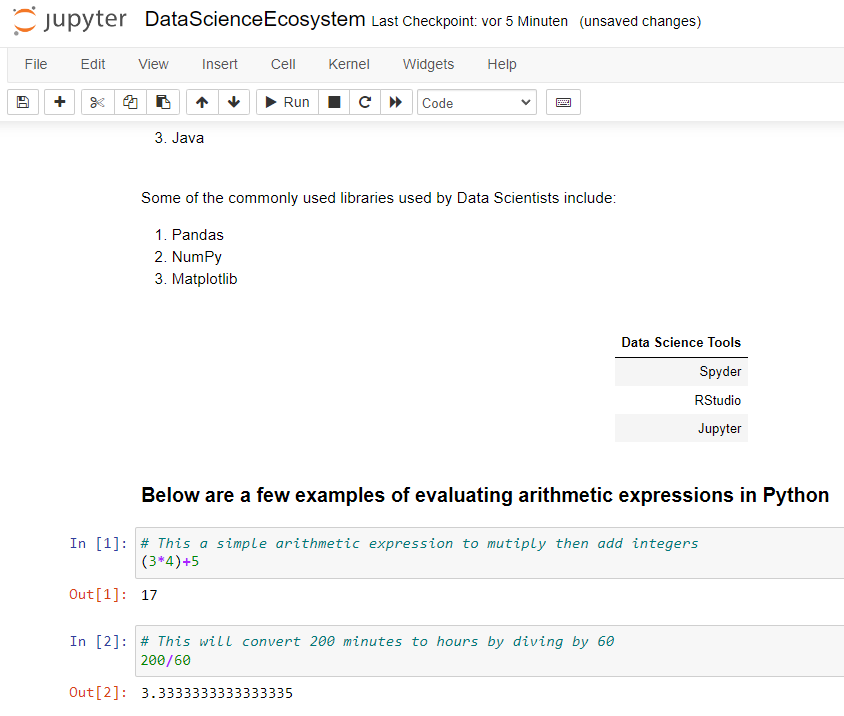 jupyter DataScienceEcosystem Last Checkpoint: vor 5 Minuten (unsaved changes)
File Edit View Insert Cell Kernel Widgets Help
Run Code
3. Java
Some of the commonly used libraries used by Data Scientists include:
1. Pandas
2. NumPy
3. Matplotlib
Data Science Tools
Spyder
RStudio
Jupyter
Below are a few examples of evaluating arithmetic expressions in Python
In [1]: # This a simple arithmetic expression to mutiply then add integers
(3*4)+5
Out[1]: 17
In [2]: # This will convert 200 minutes to hours by diving by 60
200/60
Out[2]: 3.3333333333333335